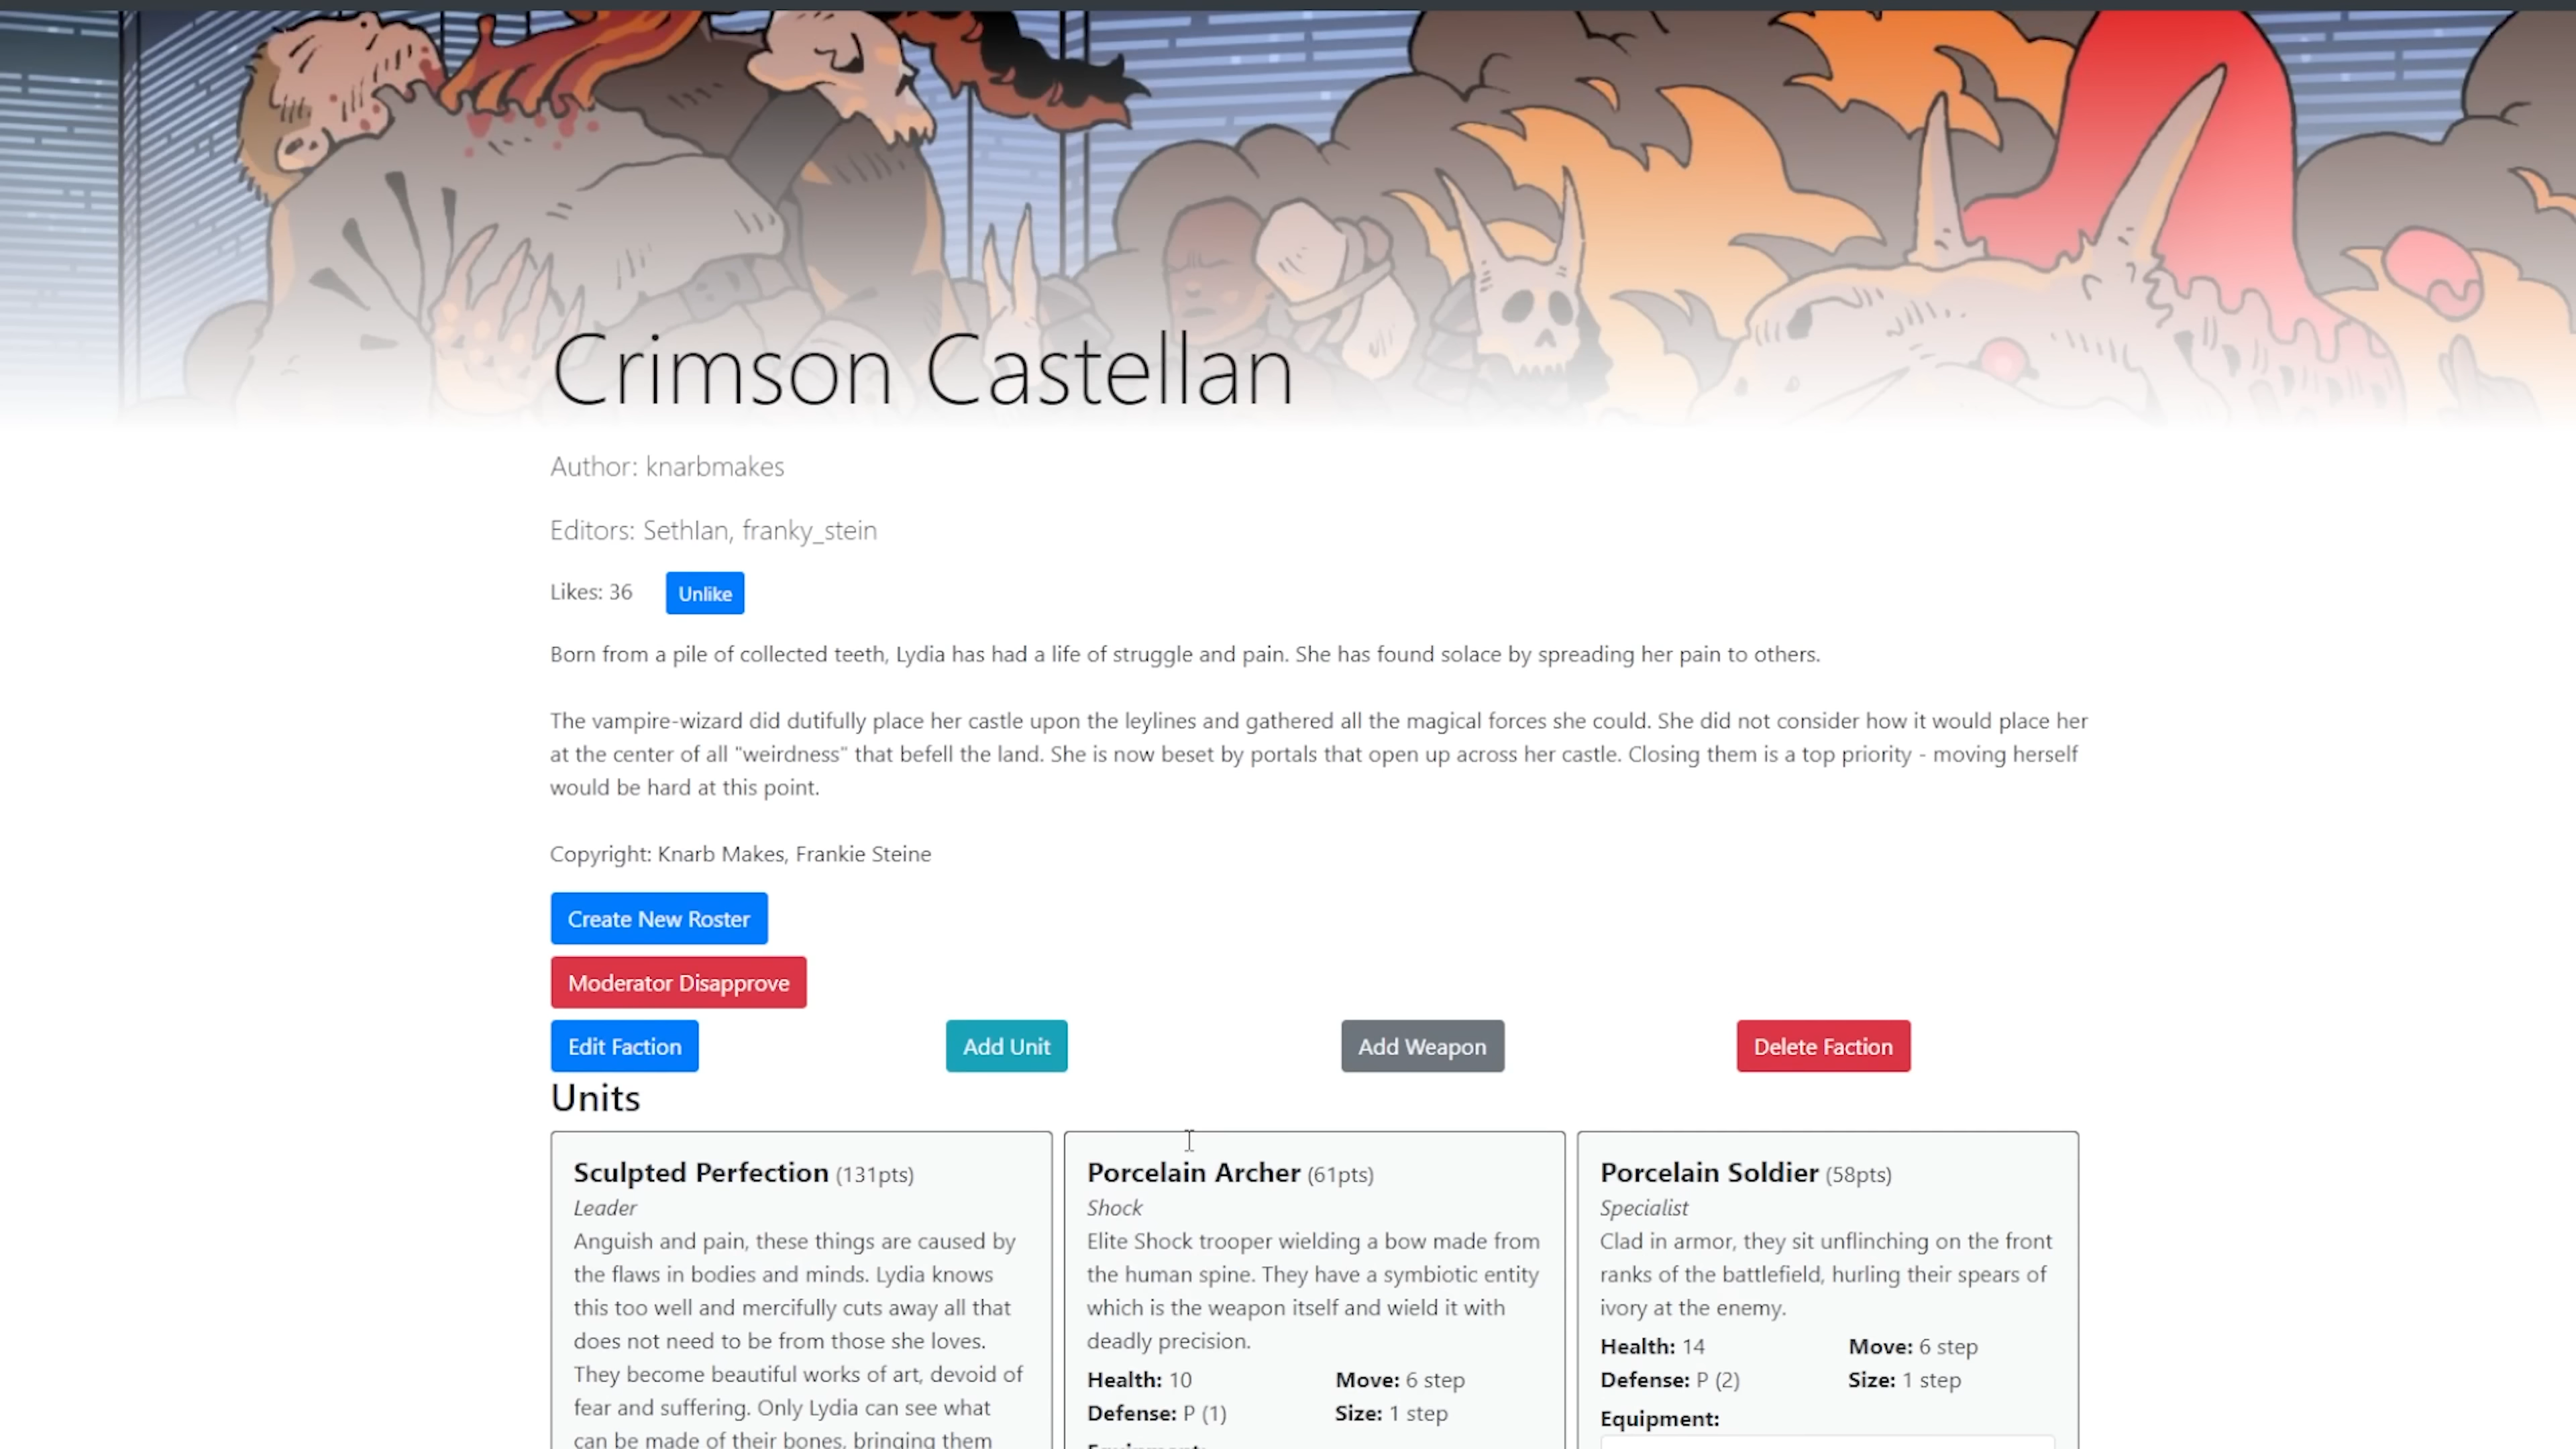 Crimson Castellan
Author: knarbmakes
Editors: SethIan, franky_stein
Likes: 36 Unlike
Born from a pile of collected teeth, Lydia has had a life of struggle and pain. She has found solace by spreading her pain to others.
The vampire-wizard did dutifully place her castle upon the leylines and gathered all the magical forces she could. She did not consider how it would place her
at the center of all "weirdness" that befell the land. She is now beset by portals that open up across her castle. Closing them is a top priority - moving herself
would be hard at this point.
Copyright: Knarb Makes, Frankie Steine
Create New Roster
Moderator Disapprove
Edit Faction Add Unit Add Weapon Delete Faction
Units
Sculpted Perfection (131pts)
Leader
Anguish and pain, these things are caused by
the flaws in bodies and minds. Lydia knows
this too well and mercifully cuts away all that
does not need to be from those she loves.
They become beautiful works of art, devoid of
fear and suffering. Only Lydia can see what
can be made of their bones, bringing them
Porcelain Archer (61pts)
Shock
Elite Shock trooper wielding a bow made from
the human spine. They have a symbiotic entity
which is the weapon itself and wield it with
deadly precision.
Health: 10 Move: 6 step
Defense: P (1) Size: 1 step
Porcelain Soldier (58pts)
Specialist
Clad in armor, they sit unflinching on the front
ranks of the battlefield, hurling their spears of
ivory at the enemy.
Health: 14 Move: 6 step
Defense: P (2) Size: 1 step
Equipment: